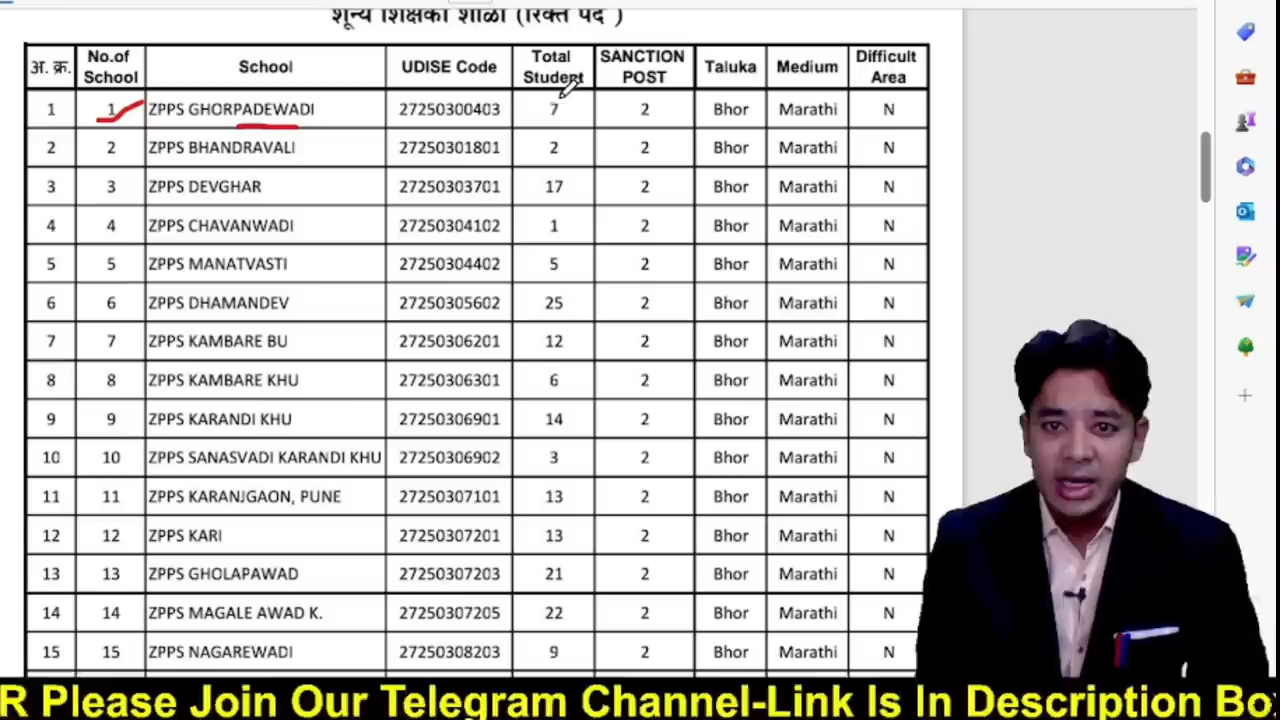 शून्य शिक्षकी शाळा (रिक्त पद )
अ. क्र. No.of School School UDISE Code Total Student SANCTION POST Taluka Medium Difficult Area
1 1 ZPPS GHORPADEWADI 27250300403 7 2 Bhor Marathi N
2 2 ZPPS BHANDRAVALI 27250301801 2 2 Bhor Marathi N
3 3 ZPPS DEVGHAR 27250303701 17 2 Bhor Marathi N
4 4 ZPPS CHAVANWADI 27250304102 1 2 Bhor Marathi N
5 5 ZPPS MANATVASTI 27250304402 5 2 Bhor Marathi N
6 6 ZPPS DHAMANDEV 27250305602 25 2 Bhor Marathi N
7 7 ZPPS KAMBARE BU 27250306201 12 2 Bhor Marathi N
8 8 ZPPS KAMBARE KHU 27250306301 6 2 Bhor Marathi N
9 9 ZPPS KARANDI KHU 27250306901 14 2 Bhor Marathi N
10 10 ZPPS SANASVADI KARANDI KHU 27250306902 3 2 Bhor Marathi N
11 11 ZPPS KARANJGAON, PUNE 27250307101 13 2 Bhor Marathi N
12 12 ZPPS KARI 27250307201 13 2 Bhor Marathi N
13 13 ZPPS GHOLAPAWAD 27250307203 21 2 Bhor Marathi N
14 14 ZPPS MAGALE AWAD K. 27250307205 22 2 Bhor Marathi N
15 15 ZPPS NAGAREWADI 27250308203 9 2 Bhor Marathi N
R Please Join Our Telegram Channel-Link Is In Description Bo